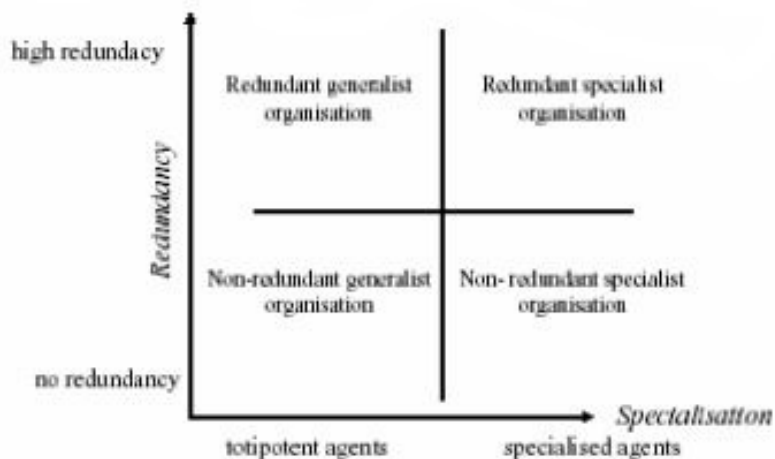 high redundacy
Redundant generalist
organisation
Redundant specialist
organisation
Redundancy
Non-redundant generalist
organisation
Non- redundant specialist
organisation
no redundancy
Specialisation
totipotent agents
specialised agents